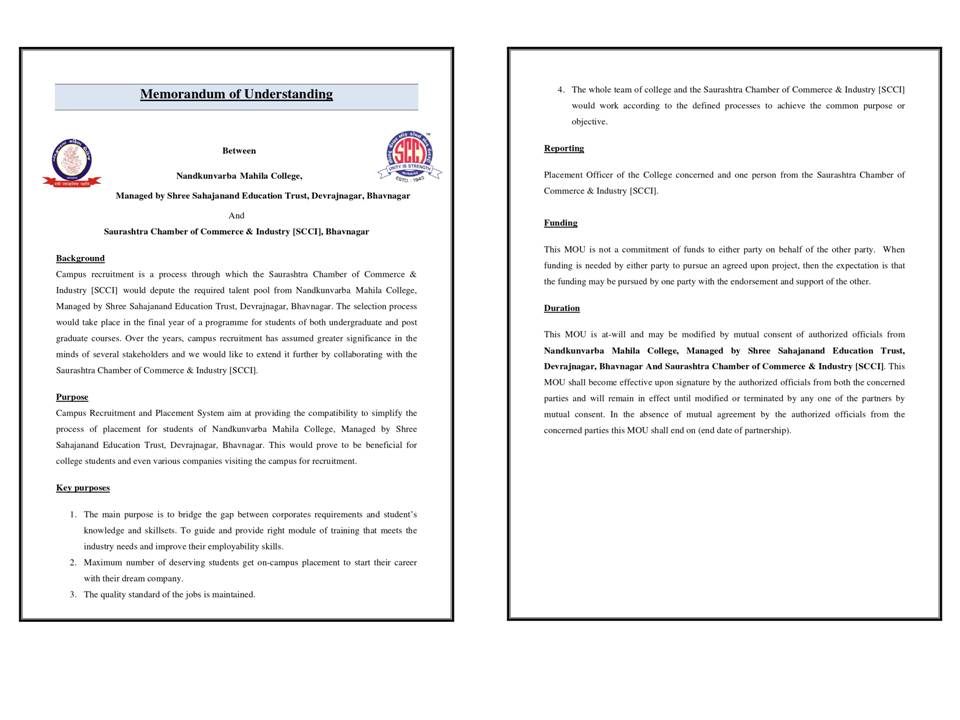 Memorandum of Understanding
Between
SCCI
UNITY IS STRENGTH
ESTD. : 1943
Nandkunvarba Mahila College,
Managed by Shree Sahajanand Education Trust, Devrajnagar, Bhavnagar
And
Saurashtra Chamber of Commerce & Industry [SCCI], Bhavnagar
Background
Campus recruitment is a process through which the Saurashtra Chamber of Commerce &
Industry [SCCI] would depute the required talent pool from Nandkunvarba Mahila College,
Managed by Shree Sahajanand Education Trust, Devrajnagar, Bhavnagar. The selection process
would take place in the final year of a programme for students of both undergraduate and post
graduate courses. Over the years, campus recruitment has assumed greater significance in the
minds of several stakeholders and we would like to extend it further by collaborating with the
Saurashtra Chamber of Commerce & Industry [SCCI].
Purpose
Campus Recruitment and Placement System aim at providing the compatibility to simplify the
process of placement for students of Nandkunvarba Mahila College, Managed by Shree
Sahajanand Education Trust, Devrajnagar, Bhavnagar. This would prove to be beneficial for
college students and even various companies visiting the campus for recruitment.
Key purposes
1. The main purpose is to bridge the gap between corporates requirements and student's
knowledge and skillsets. To guide and provide right module of training that meets the
industry needs and improve their employability skills.
2. Maximum number of deserving students get on-campus placement to start their career
with their dream company.
3. The quality standard of the jobs is maintained.
4. The whole team of college and the Saurashtra Chamber of Commerce & Industry [SCCI]
would work according to the defined processes to achieve the common purpose or
objective.
Reporting
Placement Officer of the College concerned and one person from the Saurashtra Chamber of
Commerce & Industry [SCCI].
Funding
This MOU is not a commitment of funds to either party on behalf of the other party. When
funding is needed by either party to pursue an agreed upon project, then the expectation is that
the funding may be pursued by one party with the endorsement and support of the other.
Duration
This MOU is at-will and may be modified by mutual consent of authorized officials from
Nandkunvarba Mahila College, Managed by Shree Sahajanand Education Trust,
Devrajnagar, Bhavnagar And Saurashtra Chamber of Commerce & Industry [SCCI]. This
MOU shall become effective upon signature by the authorized officials from both the concerned
parties and will remain in effect until modified or terminated by any one of the partners by
mutual consent. In the absence of mutual agreement by the authorized officials from the
concerned parties this MOU shall end on (end date of partnership).